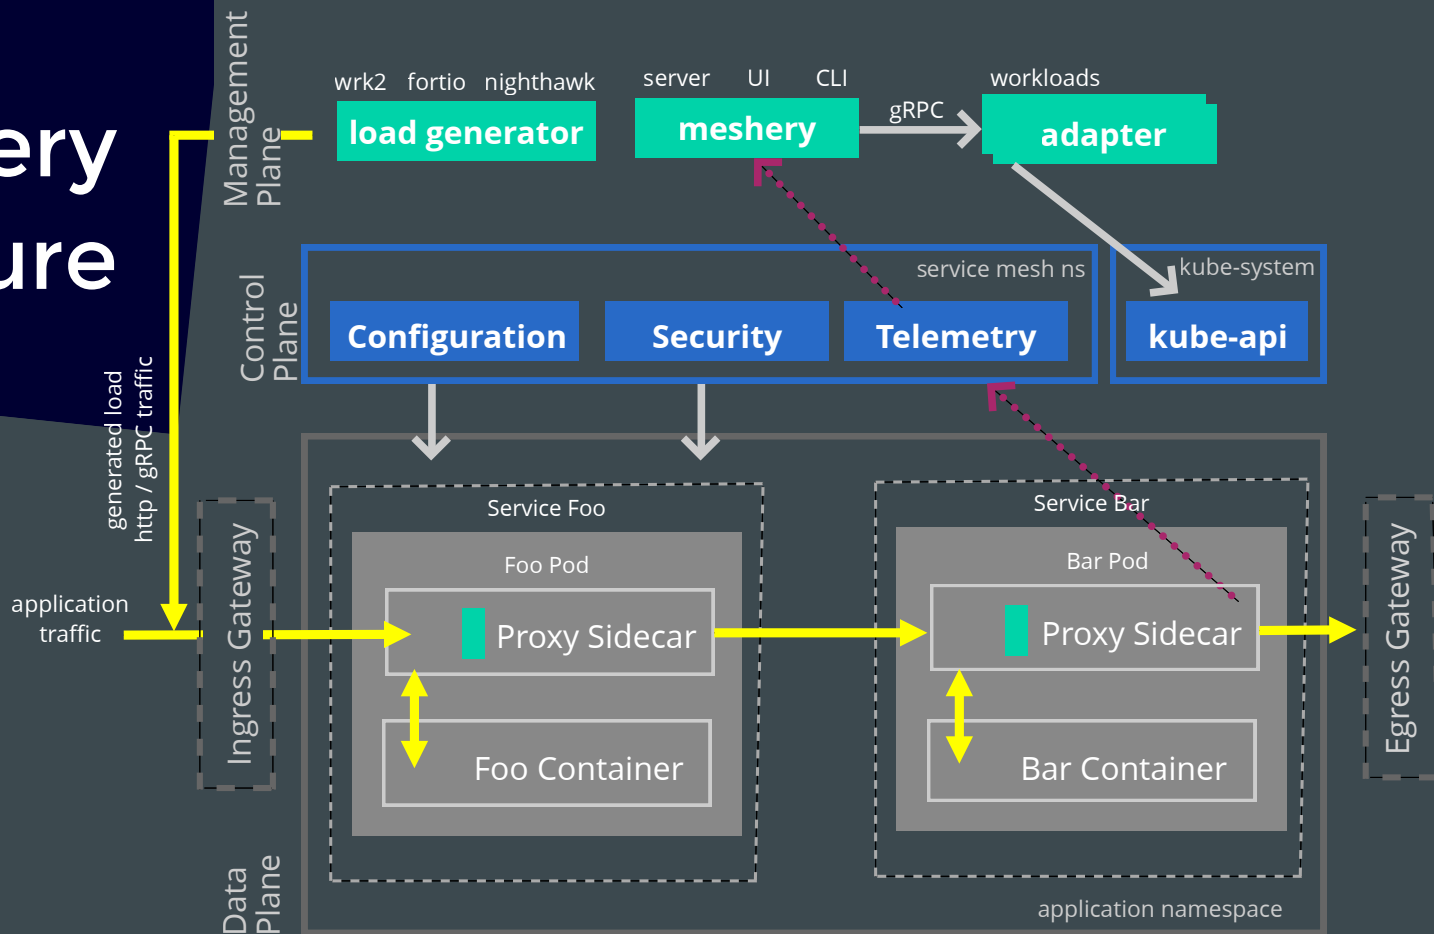 ery
ure
Management
Plane
wrk2 fortio nighthawk
load generator
server UI CLI
meshery
gRPC
workloads
adapter
Control
Plane
service mesh ns
Configuration
Security
Telemetry
kube-system
kube-api
generated load
http / gRPC traffic
application
traffic
Ingress Gateway
Service Foo
Foo Pod
Proxy Sidecar
Foo Container
Service Bar
Bar Pod
Proxy Sidecar
Bar Container
Egress Gateway
Data
Plane
application namespace